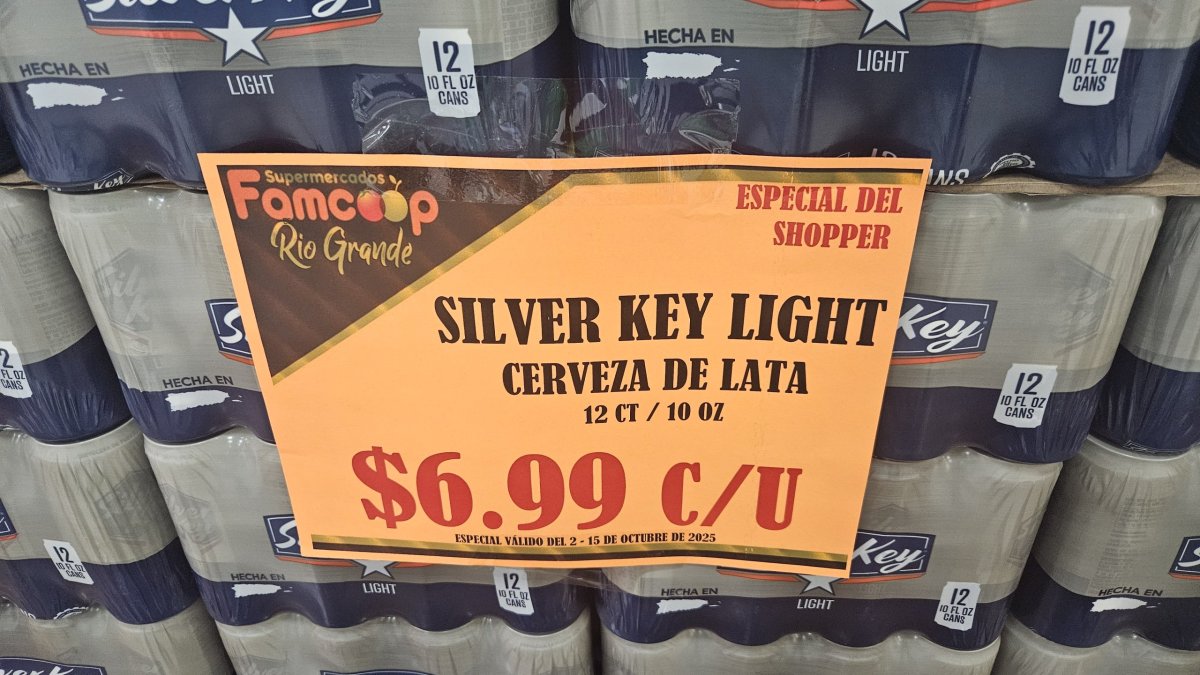 Silver Key
HECHA EN
LIGHT
12
10 FL OZ
CANS
HECHA EN
LIGHT
12
10 FL OZ
CANS
Supermercados
Famcoop
Rio Grande
ESPECIAL DEL
SHOPPER
SILVER KEY LIGHT
CERVEZA DE LATA
12 CT / 10 OZ
$6.99 C/U
ESPECIAL VÁLIDO DEL 2 - 15 DE OCTUBRE DE 2025
HECHA EN
Key
12
10 FL OZ
CANS
12
10 FL OZ
CANS
HECHA EN
LIGHT
12
10 FL OZ
CANS
Key
HECHA EN
LIGHT
12
10 FL OZ
CANS
HECHA EN